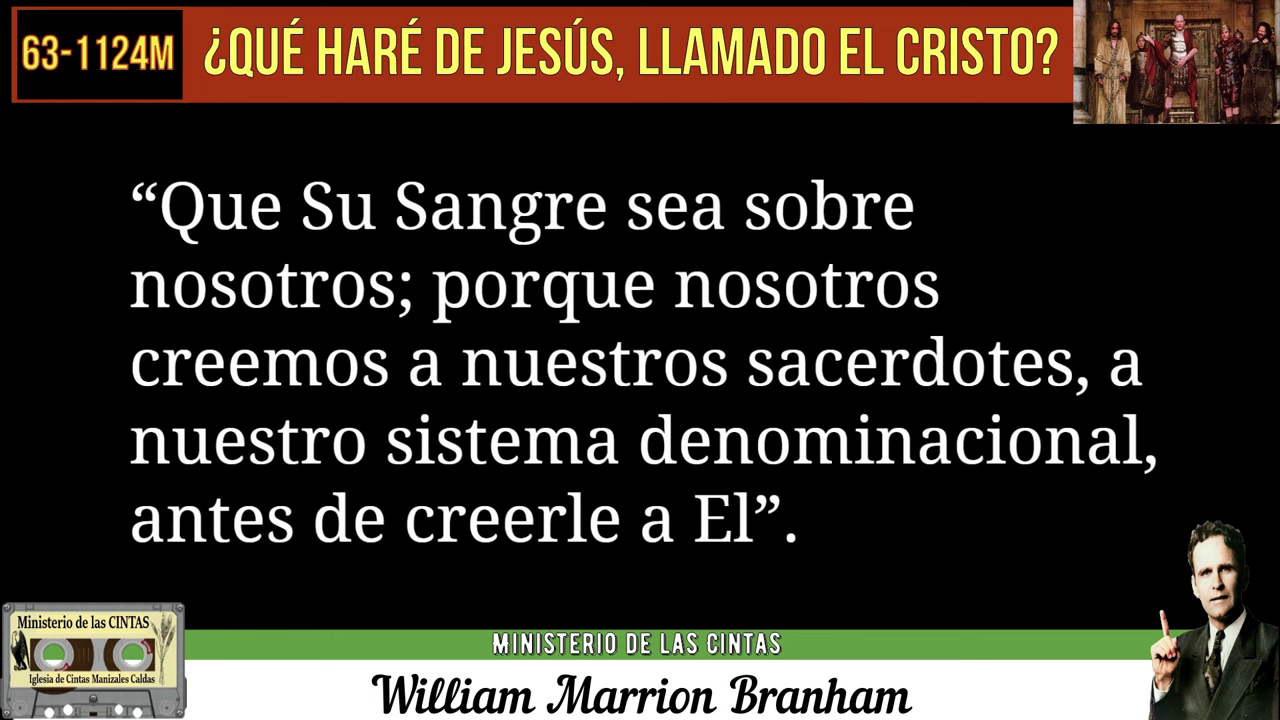 63-1124M
¿QUÉ HARÉ DE JESÚS, LLAMADO EL CRISTO?
“Que Su Sangre sea sobre
nosotros; porque nosotros
creemos a nuestros sacerdotes, a
nuestro sistema denominacional,
antes de creerle a El”.
Ministerio de las CINTAS
Iglesia de Cintas Manizales Caldas
MINISTERIO DE LAS CINTAS
William Marrion Branham